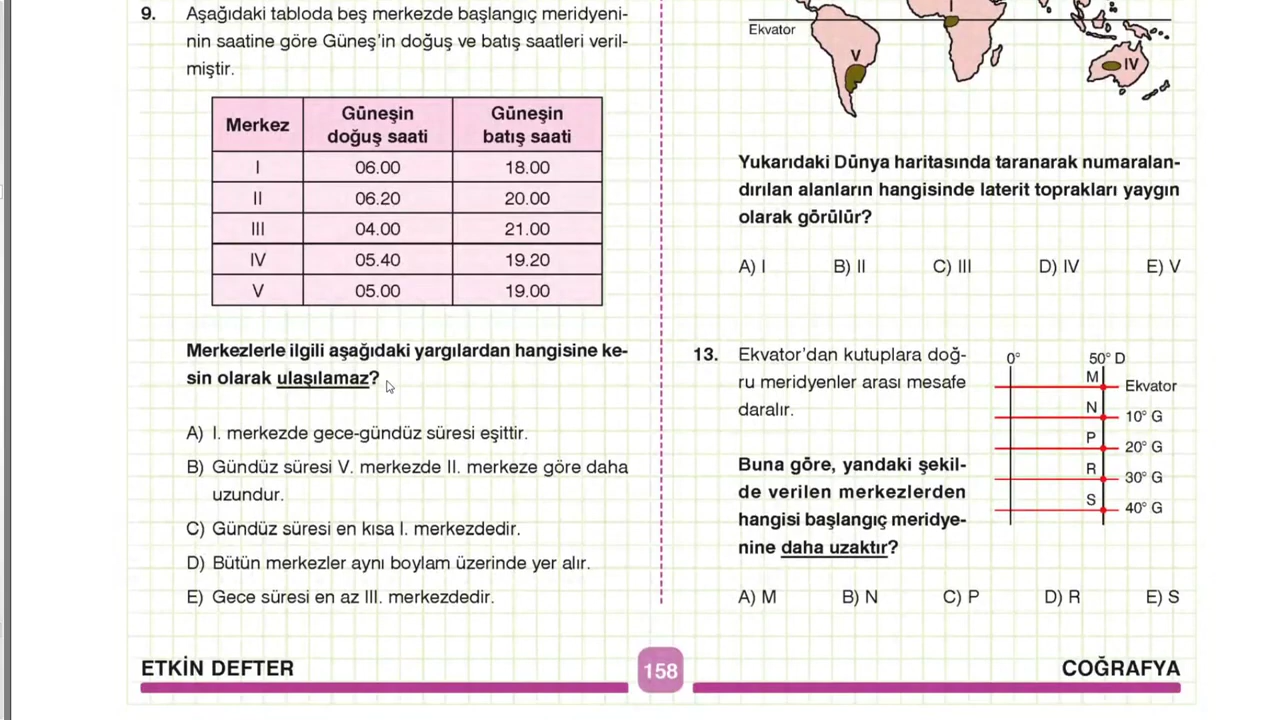 9. Aşağıdaki tabloda beş merkezde başlangıç meridyeni-
nin saatine göre Güneş'in doğuş ve batış saatleri veril-
miştir.
Merkez Güneşin doğuş saati Güneşin batış saati
I 06.00 18.00
II 06.20 20.00
III 04.00 21.00
IV 05.40 19.20
V 05.00 19.00
Merkezlerle ilgili aşağıdaki yargılardan hangisine ke-
sin olarak ulaşılamaz?
A) I. merkezde gece-gündüz süresi eşittir.
B) Gündüz süresi V. merkezde II. merkeze göre daha
uzundur.
C) Gündüz süresi en kısa I. merkezdedir.
D) Bütün merkezler aynı boylam üzerinde yer alır.
E) Gece süresi en az III. merkezdedir.
I
Ekvator
V
IV
Yukarıdaki Dünya haritasında taranarak numaralan-
dırılan alanların hangisinde laterit toprakları yaygın
olarak görülür?
A) I B) II C) III D) IV E) V
13. Ekvator'dan kutuplara doğ-
ru meridyenler arası mesafe
daralır.
Buna göre, yandaki şekil-
de verilen merkezlerden
hangisi başlangıç meridye-
nine daha uzaktır?
0° 50° D
M Ekvator
N 10° G
P 20° G
R 30° G
S 40° G
A) M B) N C) P D) R E) S
ETKİN DEFTER 158 COĞRAFYA